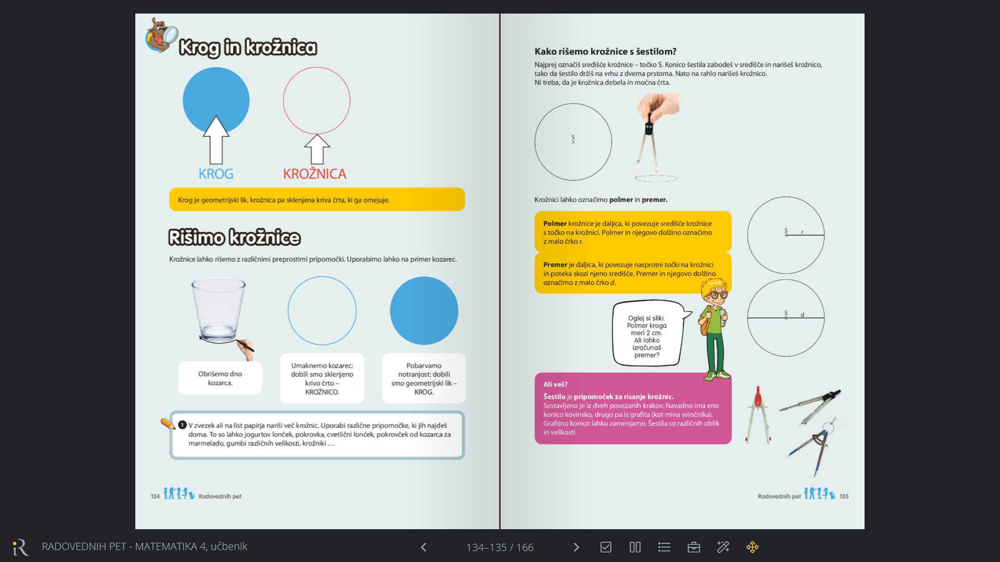 Krog in krožnica
KROG
KROŽNICA
Krog je geometrijski lik, krožnica pa sklenjena kriva črta, ki ga omejuje.
Rišimo krožnice
Krožnice lahko rišemo z različnimi preprostimi pripomočki. Uporabimo lahko na primer kozarec.
Obrišemo dno
kozarca.
Umaknemo kozarec:
dobili smo sklenjeno
krivo črto –
KROŽNICO.
Pobarvamo
notranjost: dobili
smo geometrijski lik –
KROG.
1 V zvezek ali na list papirja nariši več krožnic. Uporabi različne pripomočke, ki jih najdeš
doma. To so lahko jogurtov lonček, pokrovka, cvetlični lonček, pokrovček od kozarca za
marmelado, gumbi različnih velikosti, krožniki ...
134 Radovednih pet
Kako rišemo krožnice s šestilom?
Najprej označiš središče krožnice – točko S. Konico šestila zabodeš v središče in narišeš krožnico,
tako da šestilo držiš na vrhu z dvema prstoma. Nato na rahlo narišeš krožnico.
Ni treba, da je krožnica debela in močna črta.
S
Krožnici lahko označimo polmer in premer.
Polmer krožnice je daljica, ki povezuje središče krožnice
s točko na krožnici. Polmer in njegovo dolžino označimo
z malo črko r.
S r
Premer je daljica, ki povezuje nasprotni točki na krožnici
in poteka skozi njeno središče. Premer in njegovo dolžino
označimo z malo črko d.
S d
Oglej si sliki.
Polmer kroga
meri 2 cm.
Ali lahko
izračunaš
premer?
Ali veš?
Šestilo je pripomoček za risanje krožnic.
Sestavljeno je iz dveh povezanih krakov. Navadno ima eno
konico kovinsko, drugo pa iz grafita (kot mina svinčnika).
Grafitno konico lahko zamenjamo. Šestila so različnih oblik
in velikosti.
Radovednih pet 135
iR
RADOVEDNIH PET - MATEMATIKA 4, učbenik
134–135 / 166